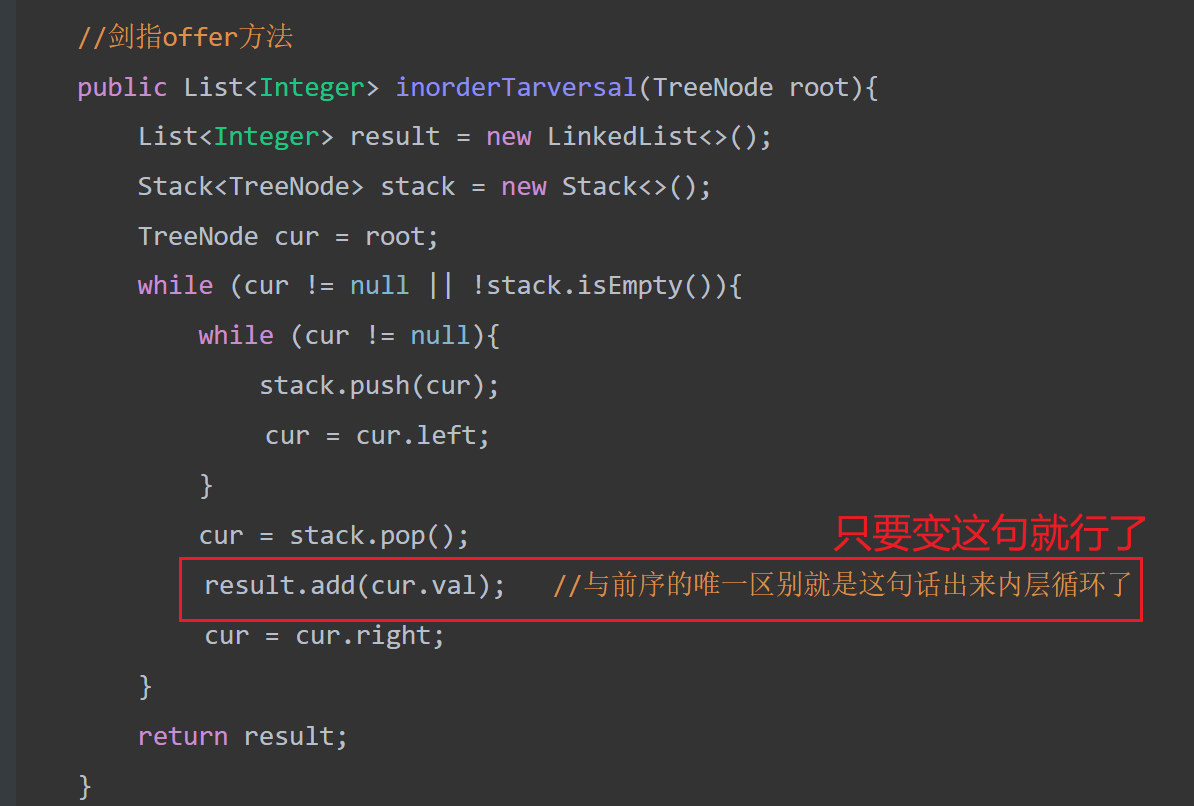 //剑指offer方法
public List<Integer> inorderTarversal(TreeNode root){
List<Integer> result = new LinkedList<>();
Stack<TreeNode> stack = new Stack<>();
TreeNode cur = root;
while (cur != null || !stack.isEmpty()){
while (cur != null){
stack.push(cur);
cur = cur.left;
}
cur = stack.pop();
只要变这句就行了
result.add(cur.val); //与前序的唯一区别就是这句话出来内层循环了
cur = cur.right;
}
return result;
}